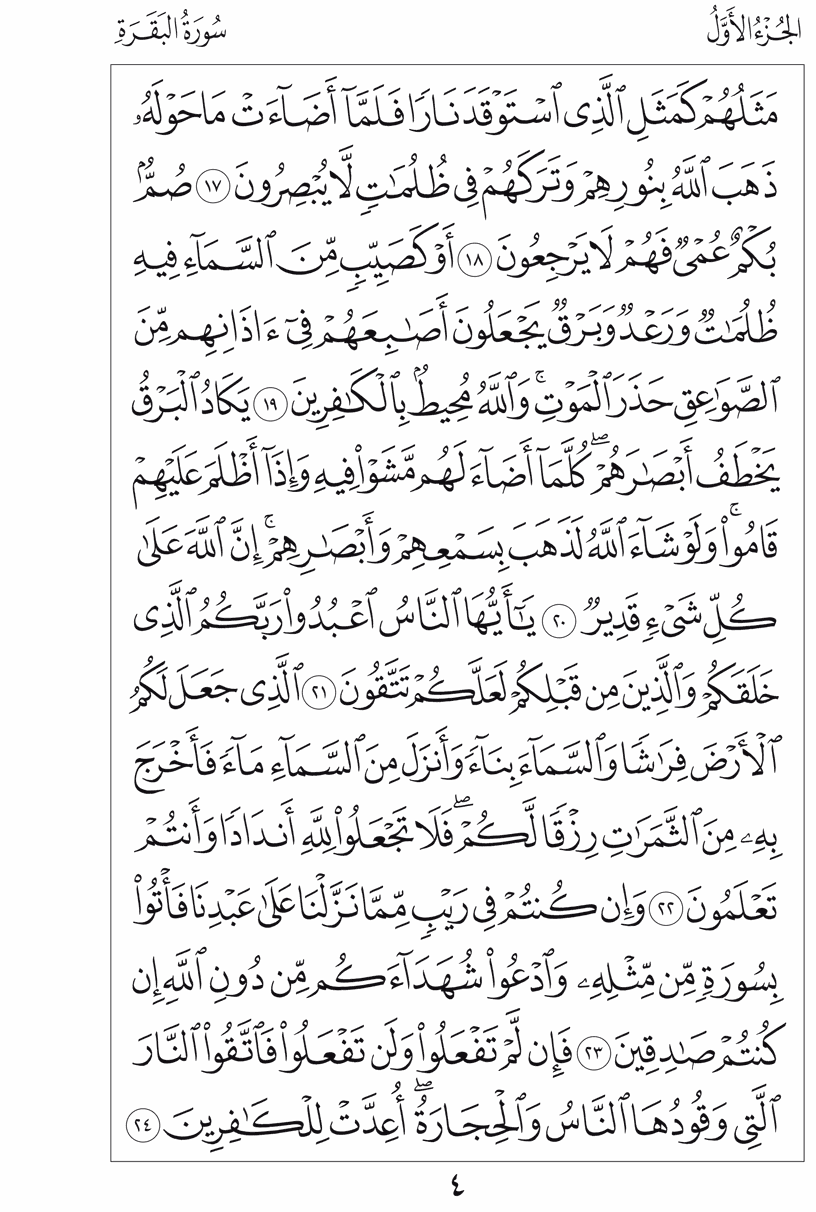 الجُزْءُ الأَوَّلُ
سُورَةُ البَقَرَةِ
مَثَلُهُمْ كَمَثَلِ ٱلَّذِى ٱسْتَوْقَدَ نَارًا فَلَمَّآ أَضَآءَتْ مَا حَوْلَهُۥ
ذَهَبَ ٱللَّهُ بِنُورِهِمْ وَتَرَكَهُمْ فِى ظُلُمَٰتٍ لَّا يُبْصِرُونَ ١٧ صُمٌّۢ
بُكْمٌ عُمْىٌ فَهُمْ لَا يَرْجِعُونَ ١٨ أَوْ كَصَيِّبٍ مِّنَ ٱلسَّمَآءِ فِيهِ
ظُلُمَٰتٌ وَرَعْدٌ وَبَرْقٌ يَجْعَلُونَ أَصَٰبِعَهُمْ فِىٓ ءَاذَانِهِم مِّنَ
ٱلصَّوَٰعِقِ حَذَرَ ٱلْمَوْتِ ۚ وَٱللَّهُ مُحِيطٌۢ بِٱلْكَٰفِرِينَ ١٩ يَكَادُ ٱلْبَرْقُ
يَخْطَفُ أَبْصَٰرَهُمْ ۖ كُلَّمَآ أَضَآءَ لَهُم مَّشَوْا۟ فِيهِ وَإِذَآ أَظْلَمَ عَلَيْهِمْ
قَامُوا۟ ۚ وَلَوْ شَآءَ ٱللَّهُ لَذَهَبَ بِسَمْعِهِمْ وَأَبْصَٰرِهِمْ ۚ إِنَّ ٱللَّهَ عَلَىٰ
كُلِّ شَىْءٍ قَدِيرٌ ٢٠ يَٰٓأَيُّهَا ٱلنَّاسُ ٱعْبُدُوا۟ رَبَّكُمُ ٱلَّذِى
خَلَقَكُمْ وَٱلَّذِينَ مِن قَبْلِكُمْ لَعَلَّكُمْ تَتَّقُونَ ٢١ ٱلَّذِى جَعَلَ لَكُمُ
ٱلْأَرْضَ فِرَٰشًا وَٱلسَّمَآءَ بِنَآءً وَأَنزَلَ مِنَ ٱلسَّمَآءِ مَآءً فَأَخْرَجَ
بِهِۦ مِنَ ٱلثَّمَرَٰتِ رِزْقًا لَّكُمْ ۖ فَلَا تَجْعَلُوا۟ لِلَّهِ أَندَادًا وَأَنتُمْ
تَعْلَمُونَ ٢٢ وَإِن كُنتُمْ فِى رَيْبٍ مِّمَّا نَزَّلْنَا عَلَىٰ عَبْدِنَا فَأْتُوا۟
بِسُورَةٍ مِّن مِّثْلِهِۦ وَٱدْعُوا۟ شُهَدَآءَكُم مِّن دُونِ ٱللَّهِ إِن
كُنتُمْ صَٰدِقِينَ ٢٣ فَإِن لَّمْ تَفْعَلُوا۟ وَلَن تَفْعَلُوا۟ فَٱتَّقُوا۟ ٱلنَّارَ
ٱلَّتِى وَقُودُهَا ٱلنَّاسُ وَٱلْحِجَارَةُ ۖ أُعِدَّتْ لِلْكَٰفِرِينَ ٢٤
٤